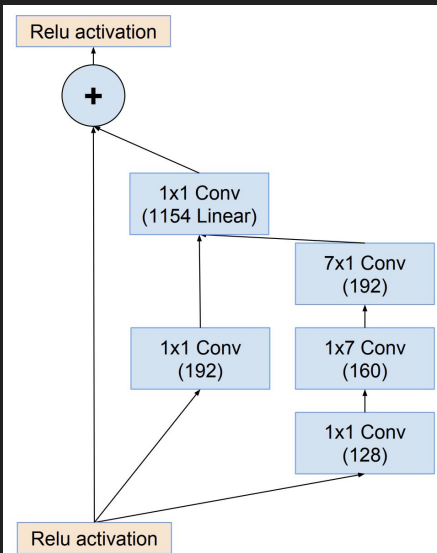 Relu activation
+
1x1 Conv
(1154 Linear)
7x1 Conv
(192)
1x1 Conv
(192)
1x7 Conv
(160)
1x1 Conv
(128)
Relu activation